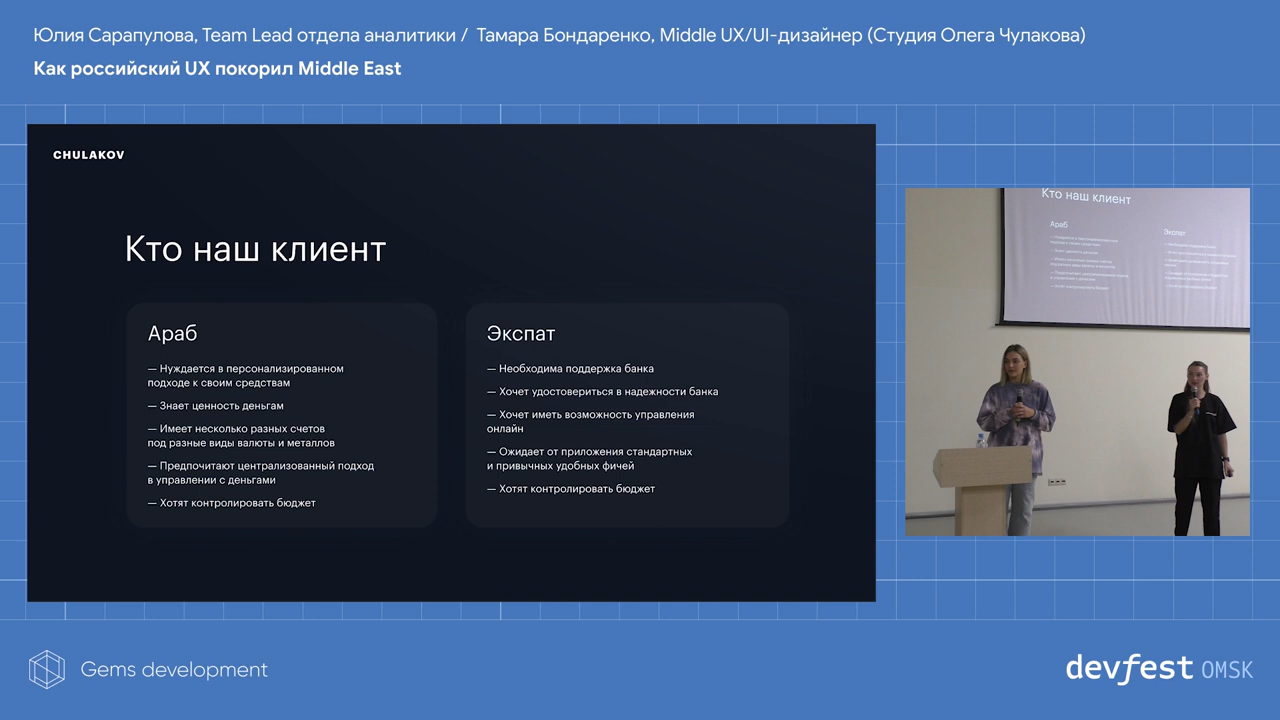 Юлия Сарапулова, Team Lead отдела аналитики / Тамара Бондаренко, Middle UX/UI-дизайнер (Студия Олега Чулакова)
Как российский UX покорил Middle East
CHULAKOV
Кто наш клиент
Араб
— Нуждается в персонализированном
подходе к своим средствам
— Знает ценность деньгам
— Имеет несколько разных счетов
под разные виды валюты и металлов
— Предпочитают централизованный подход
в управлении с деньгами
— Хотят контролировать бюджет
Экспат
— Необходима поддержка банка
— Хочет удостовериться в надежности банка
— Хочет иметь возможность управления
онлайн
— Ожидает от приложения стандартных
и привычных удобных фичей
— Хотят контролировать бюджет
Кто наш клиент
Араб
Экспат
Gems development
devfest OMSK